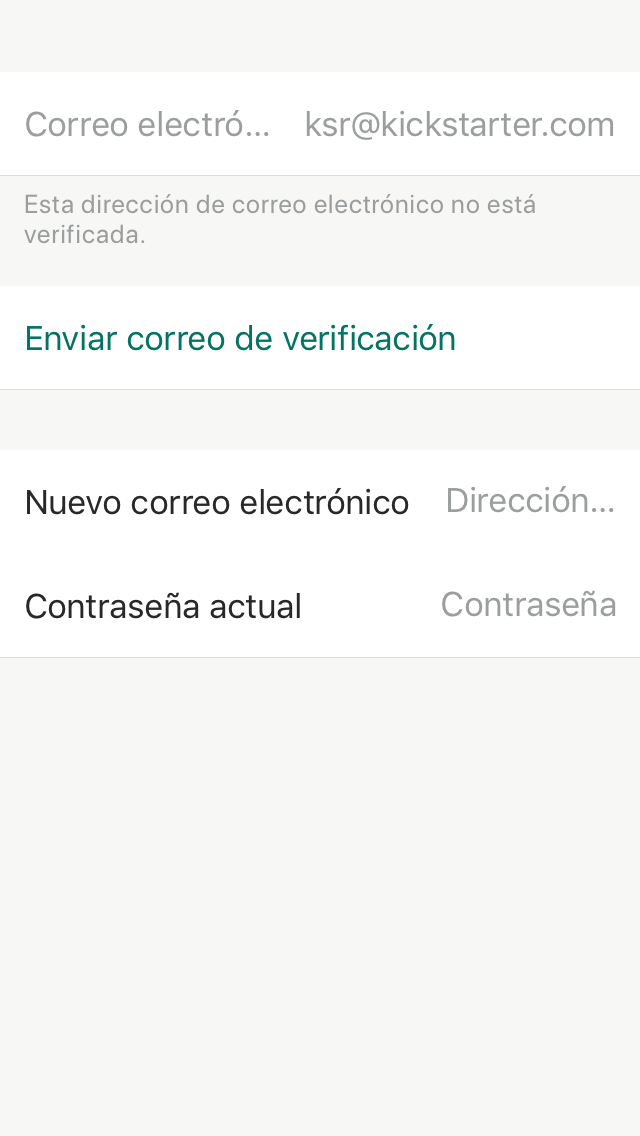 Correo electró... ksr@kickstarter.com
Esta dirección de correo electrónico no está
verificada.
Enviar correo de verificación
Nuevo correo electrónico Dirección...
Contraseña actual Contraseña